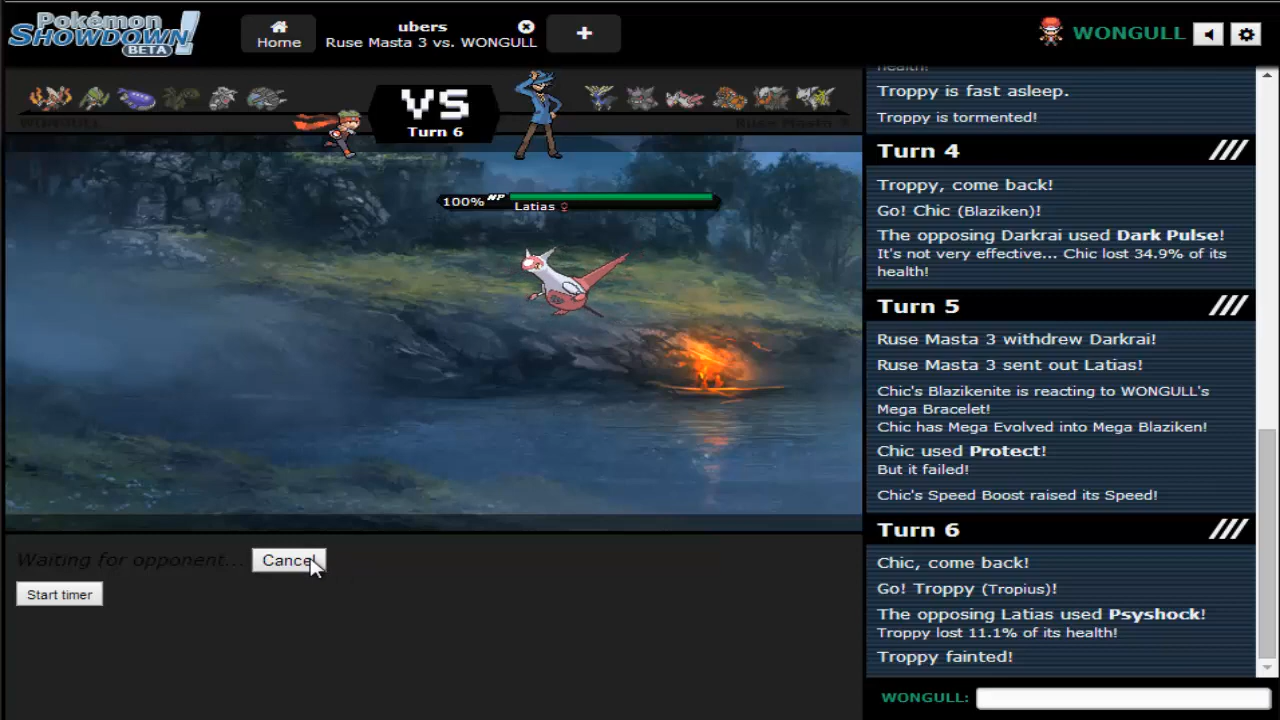 Pokémon
SHOWDOWN!
BETA
Home
ubers
Ruse Masta 3 vs. WONGULL
+
WONGULL
WONGULL
VS
Turn 6
Ruse Masta 3
100%
Latias ♀
health!
Troppy is fast asleep.
Troppy is tormented!
Turn 4
Troppy, come back!
Go! Chic (Blaziken)!
The opposing Darkrai used Dark Pulse!
It's not very effective... Chic lost 34.9% of its
health!
Turn 5
Ruse Masta 3 withdrew Darkrai!
Ruse Masta 3 sent out Latias!
Chic's Blazikenite is reacting to WONGULL's
Mega Bracelet!
Chic has Mega Evolved into Mega Blaziken!
Chic used Protect!
But it failed!
Chic's Speed Boost raised its Speed!
Turn 6
Chic, come back!
Go! Troppy (Tropius)!
The opposing Latias used Psyshock!
Troppy lost 11.1% of its health!
Troppy fainted!
Waiting for opponent... Cancel
Start timer
WONGULL: